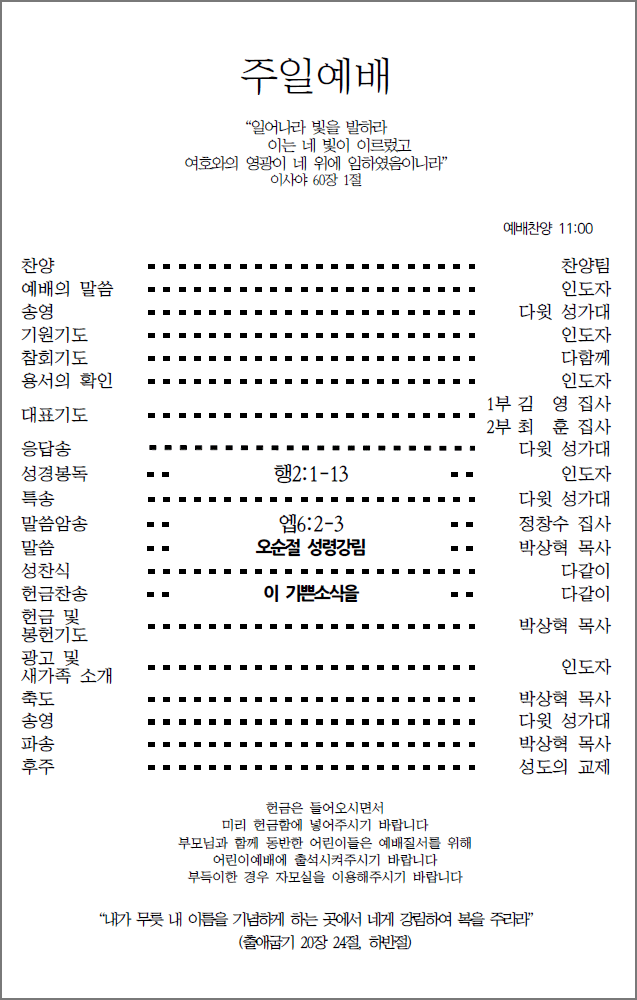 주일예배
“일어나라 빛을 발하라
이는 네 빛이 이르렀고
여호와의 영광이 네 위에 임하였음이니라”
이사야 60장 1절
예배찬양 11:00
찬양 찬양팀
예배의 말씀 인도자
송영 다윗 성가대
기원기도 인도자
참회기도 다함께
용서의 확인 인도자
대표기도 1부 김 영 집사
2부 최 훈 집사
응답송 다윗 성가대
성경봉독 행2:1-13 인도자
특송 다윗 성가대
말씀암송 엡6:2-3 정창수 집사
말씀 오순절 성령강림 박상혁 목사
성찬식 다같이
헌금찬송 이 기쁜소식을 다같이
헌금 및
봉헌기도 박상혁 목사
광고 및
새가족 소개 인도자
축도 박상혁 목사
송영 다윗 성가대
파송 박상혁 목사
후주 성도의 교제
헌금은 들어오시면서
미리 헌금함에 넣어주시기 바랍니다
부모님과 함께 동반한 어린이들은 예배질서를 위해
어린이예배에 출석시켜주시기 바랍니다
부득이한 경우 자모실을 이용해주시기 바랍니다
“내가 무릇 내 이름을 기념하게 하는 곳에서 네게 강림하여 복을 주리라”
(출애굽기 20장 24절, 하반절)